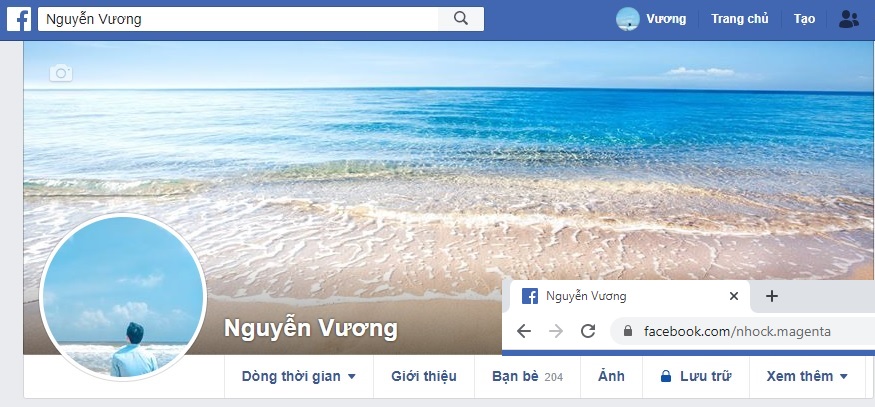 Nguyễn Vương
Vương Trang chủ Tạo
Nguyễn Vương
Nguyễn Vương
facebook.com/nhock.magenta
Dòng thời gian Giới thiệu Bạn bè 204 Ảnh Lưu trữ Xem thêm